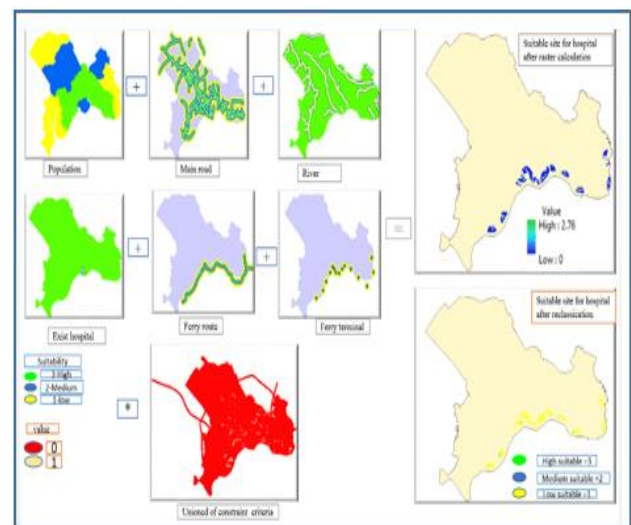 Population
+
Main road
+
River
Suitable site for hospital
after raster calculation
Value
High : 2.76
Low : 0
Exist hospital
+
Ferry route
+
Ferry terminal
=
Suitable site for hospital
after reclassication
High suitable =3
Medium suitable =2
Low suitable =1
Suitability
3-High
2-Medium
1-low
value
0
1
*
Unioned of constraint criteria